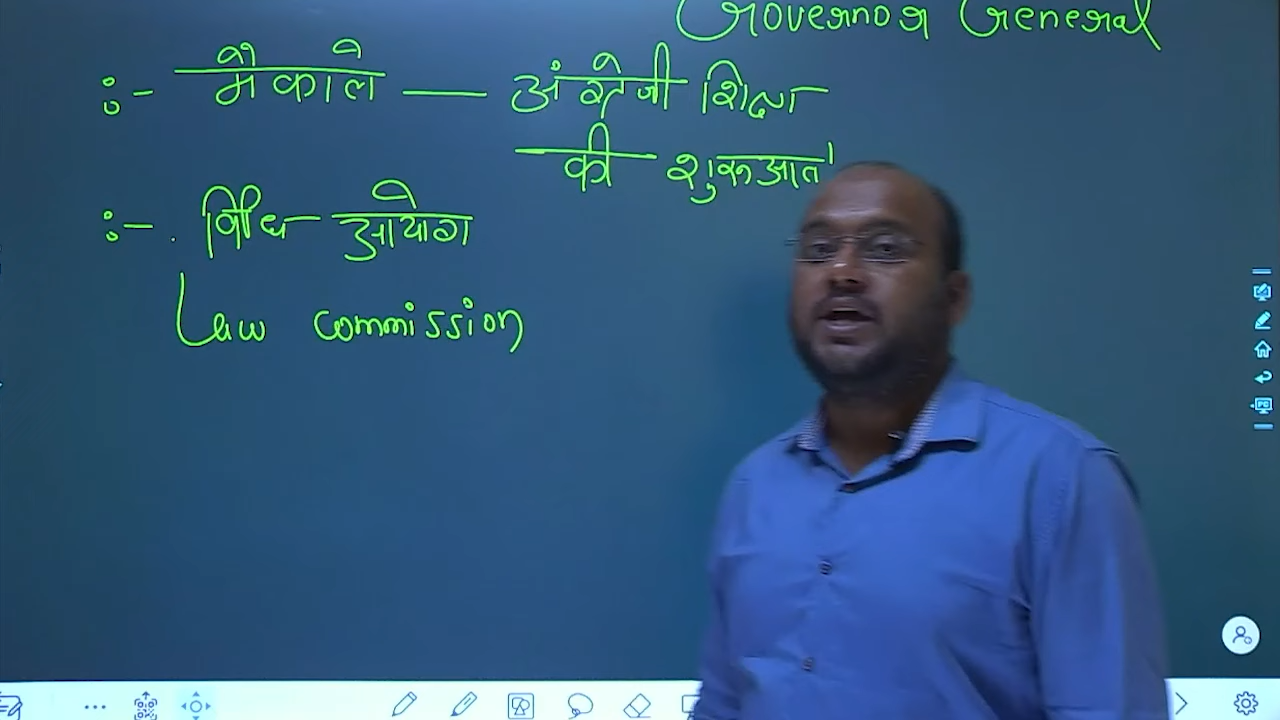 Governor General
:- मैकाले — अंग्रेजी शिक्षा
की शुरूआत
:- . विधि आयोग
Law commission